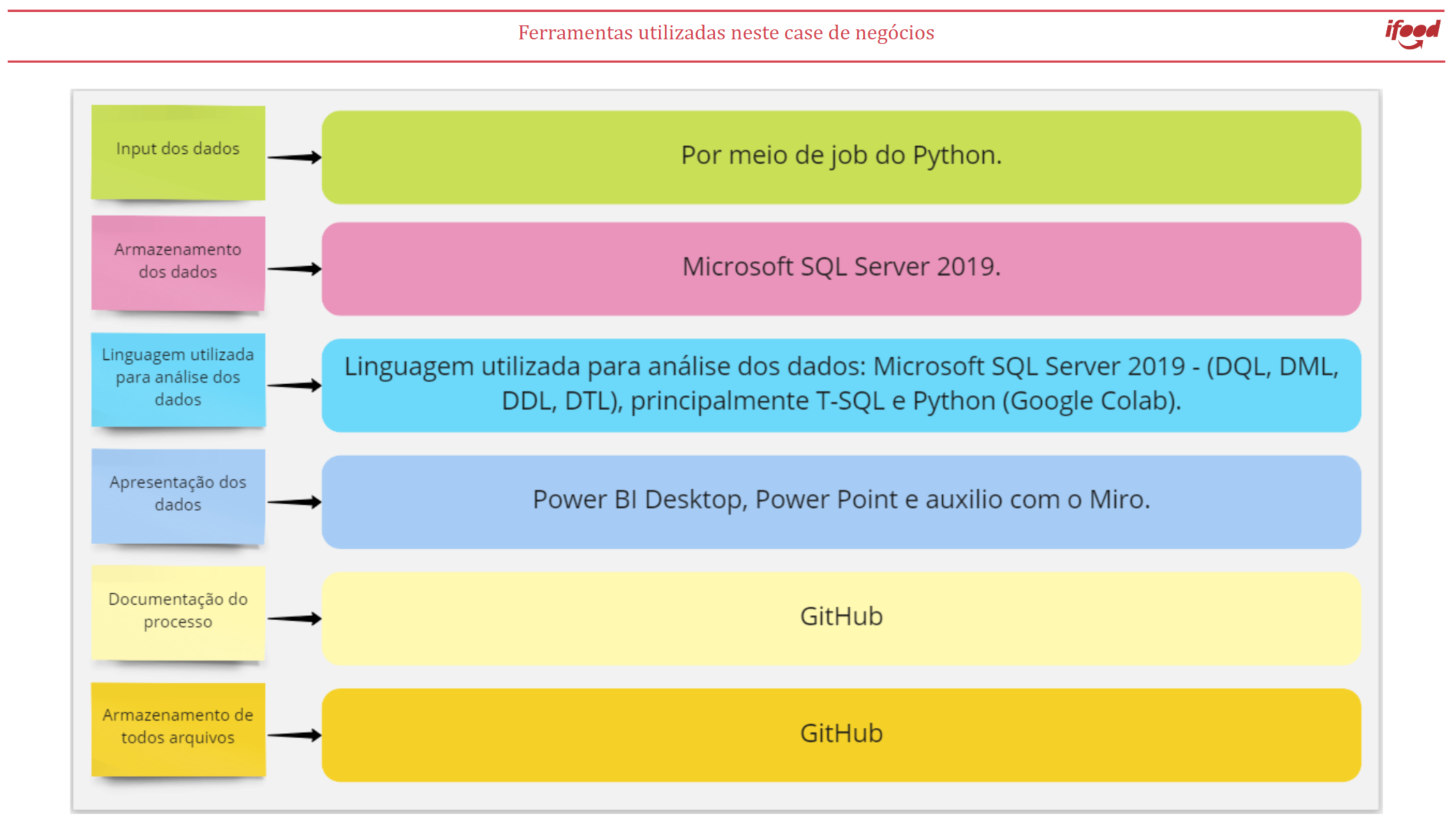 Ferramentas utilizadas neste case de negócios
ifood
Input dos dados
Por meio de job do Python.
Armazenamento
dos dados
Microsoft SQL Server 2019.
Linguagem utilizada
para análise dos
dados
Linguagem utilizada para análise dos dados: Microsoft SQL Server 2019 - (DQL, DML,
DDL, DTL), principalmente T-SQL e Python (Google Colab).
Apresentação dos
dados
Power BI Desktop, Power Point e auxilio com o Miro.
Documentação do
processo
GitHub
Armazenamento de
todos arquivos
GitHub